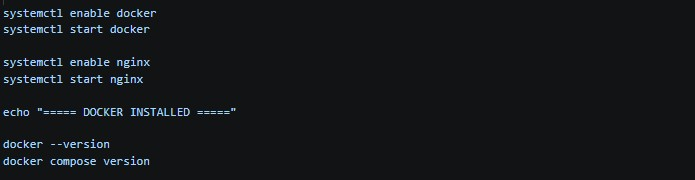 systemctl enable docker
systemctl start docker
systemctl enable nginx
systemctl start nginx
echo "===== DOCKER INSTALLED ====="
docker --version
docker compose version